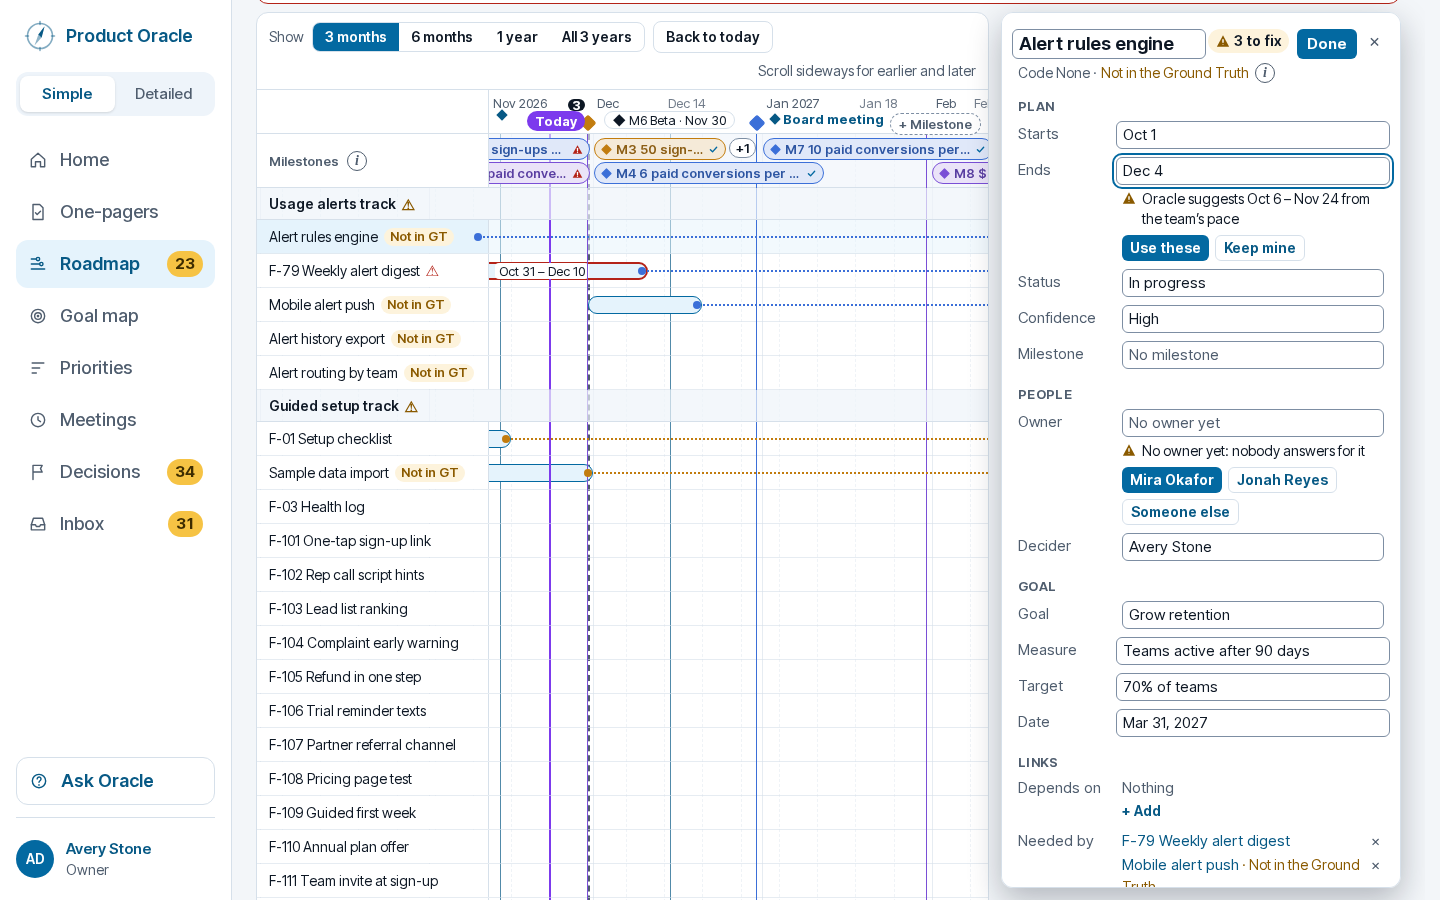 Product Oracle
Simple
Detailed
Home
One-pagers
Roadmap 23
Goal map
Priorities
Meetings
Decisions 34
Inbox 31
Ask Oracle
AD
Avery Stone
Owner
Show 3 months 6 months 1 year All 3 years Back to today
Scroll sideways for earlier and later
Nov 2026 3 Dec Dec 14 Jan 2027 Jan 18 Feb
Today M6 Beta · Nov 30 Board meeting + Milestone
Milestones i
sign-ups ... M3 50 sign-... +1 M7 10 paid conversions per...
paid conve... M4 6 paid conversions per ... M8 $
Usage alerts track
Alert rules engine Not in GT
F-79 Weekly alert digest Oct 31 – Dec 10
Mobile alert push Not in GT
Alert history export Not in GT
Alert routing by team Not in GT
Guided setup track
F-01 Setup checklist
Sample data import Not in GT
F-03 Health log
F-101 One-tap sign-up link
F-102 Rep call script hints
F-103 Lead list ranking
F-104 Complaint early warning
F-105 Refund in one step
F-106 Trial reminder texts
F-107 Partner referral channel
F-108 Pricing page test
F-109 Guided first week
F-110 Annual plan offer
F-111 Team invite at sign-up
Alert rules engine 3 to fix Done ×
Code None · Not in the Ground Truth i
PLAN
Starts Oct 1
Ends Dec 4
Oracle suggests Oct 6 – Nov 24 from
the team's pace
Use these Keep mine
Status In progress
Confidence High
Milestone No milestone
PEOPLE
Owner No owner yet
No owner yet: nobody answers for it
Mira Okafor Jonah Reyes
Someone else
Decider Avery Stone
GOAL
Goal Grow retention
Measure Teams active after 90 days
Target 70% of teams
Date Mar 31, 2027
LINKS
Depends on Nothing
+ Add
Needed by F-79 Weekly alert digest ×
Mobile alert push · Not in the Ground ×
Truth